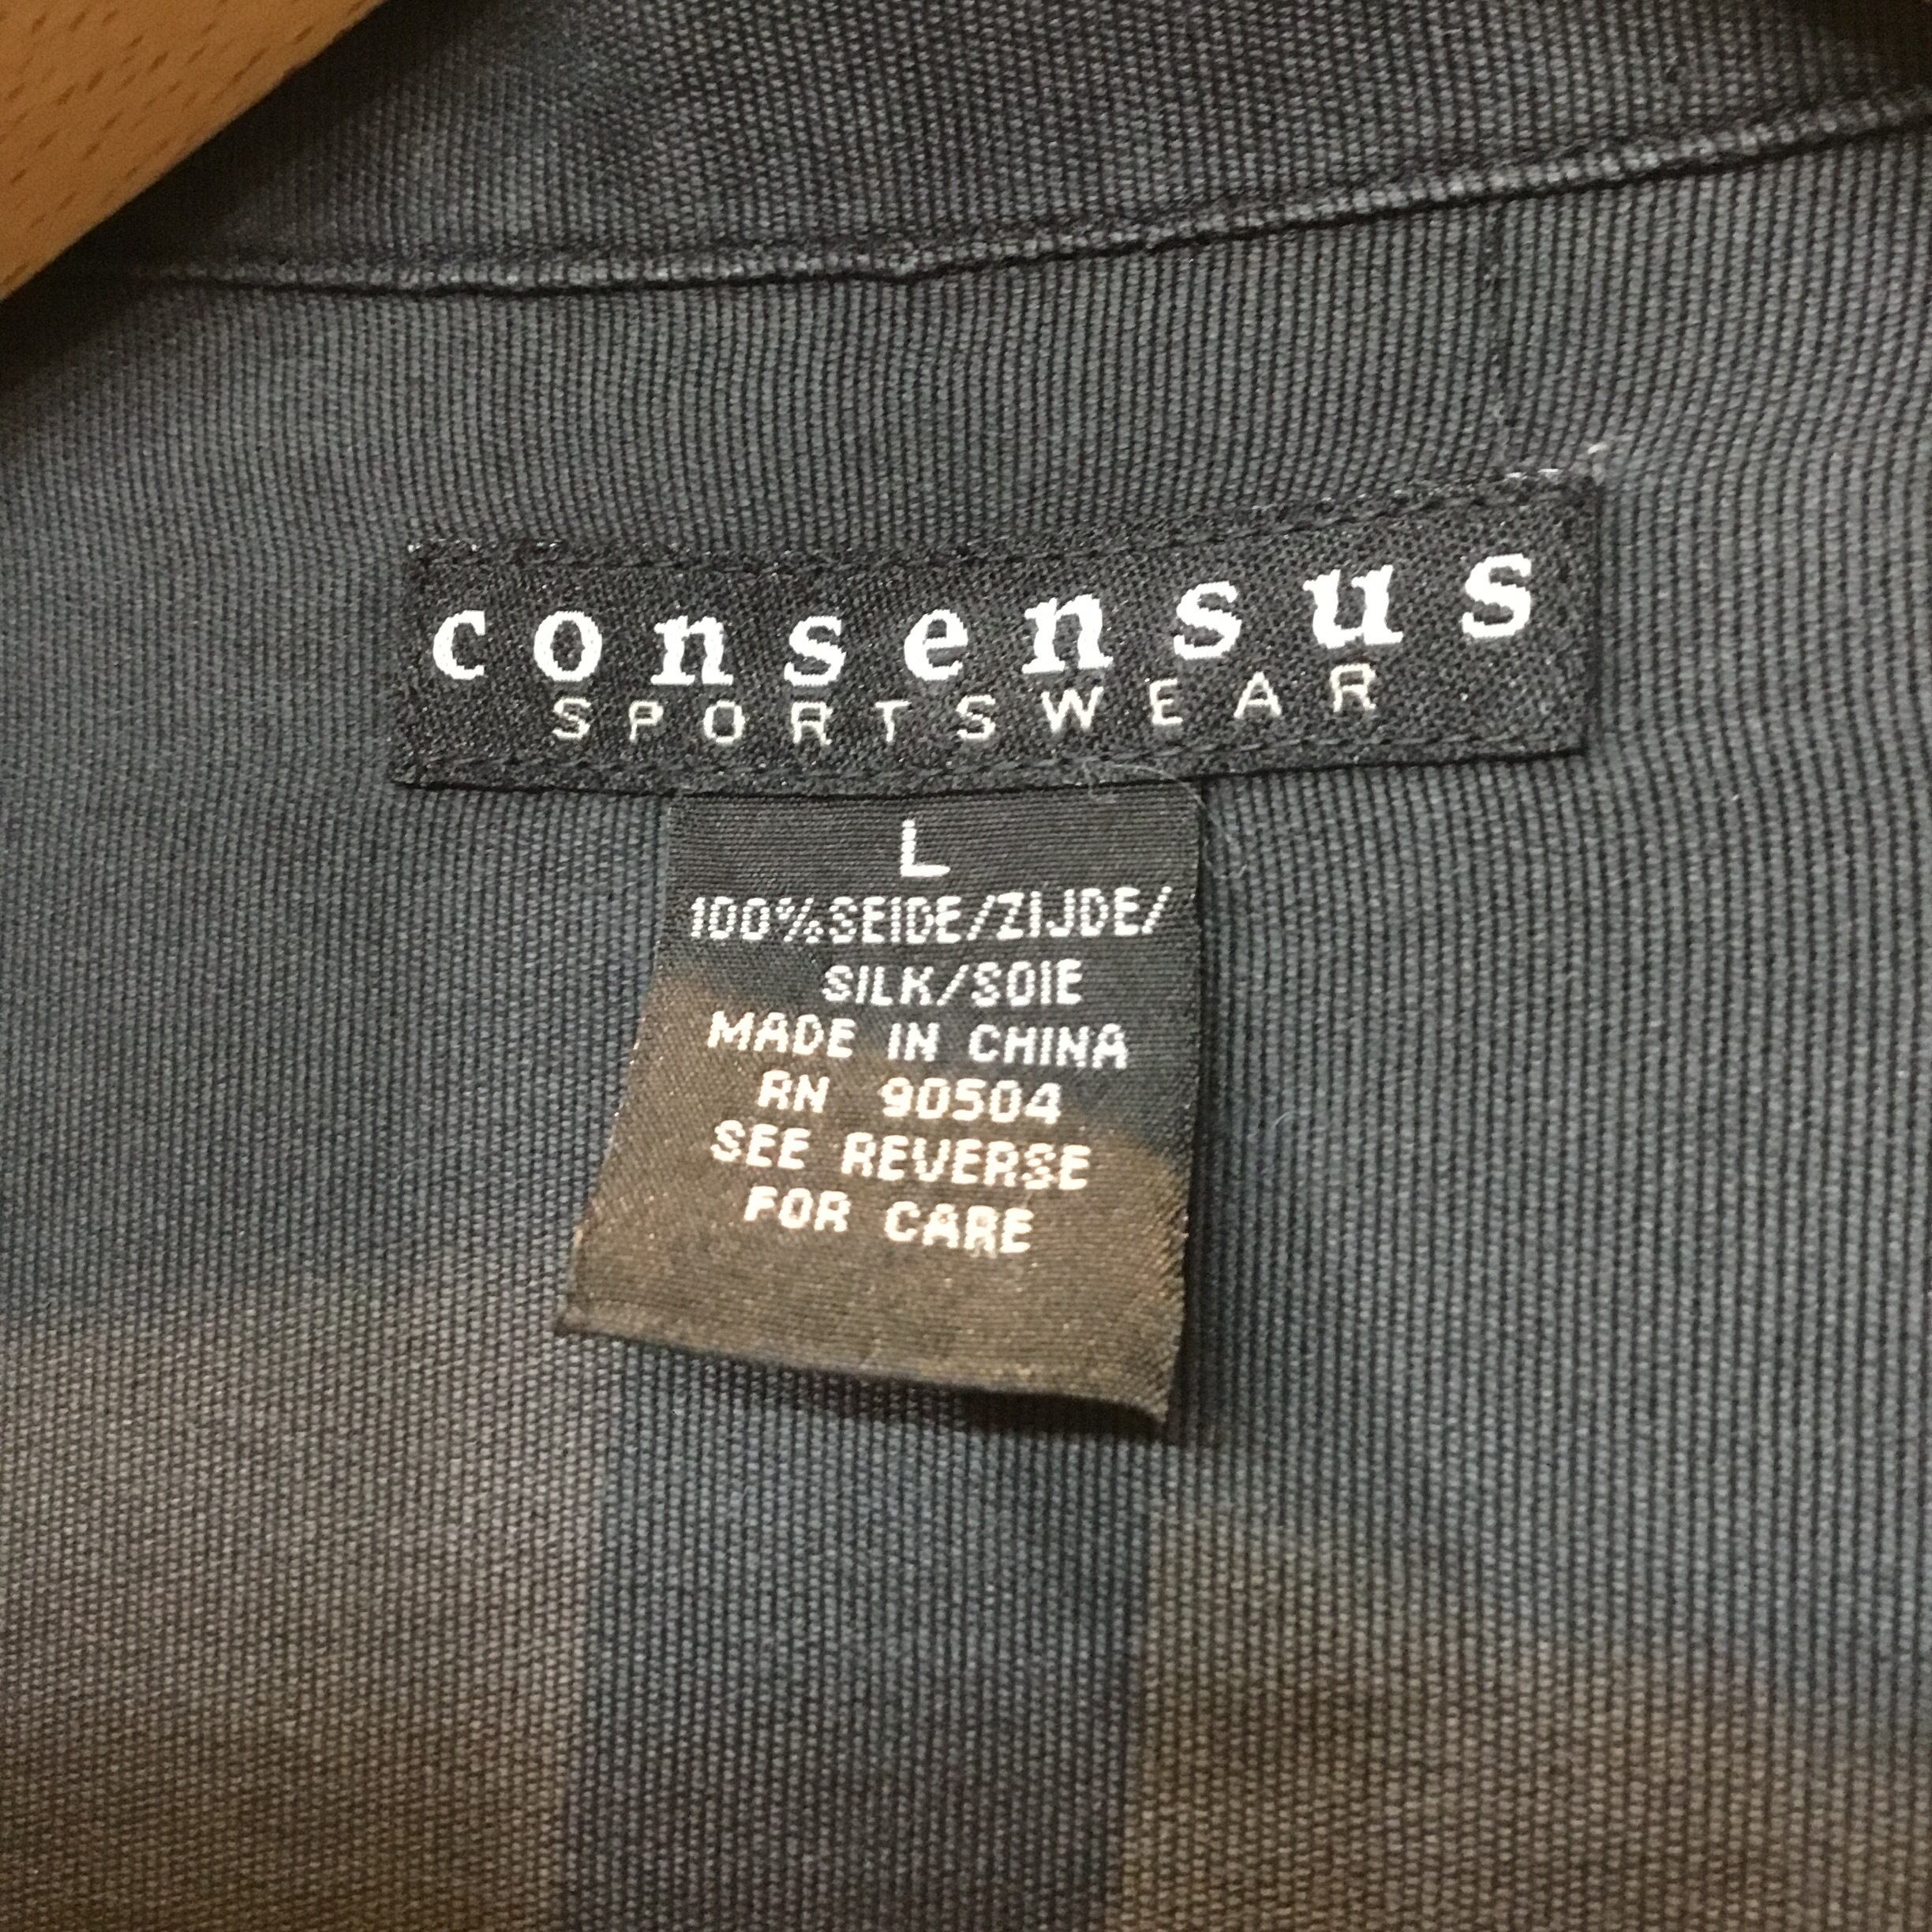 consensus
SPORTSWEAR
L
100%SEIDE/ZIJDE/
SILK/SOIE
MADE IN CHINA
RN 90504
SEE REVERSE
FOR CARE